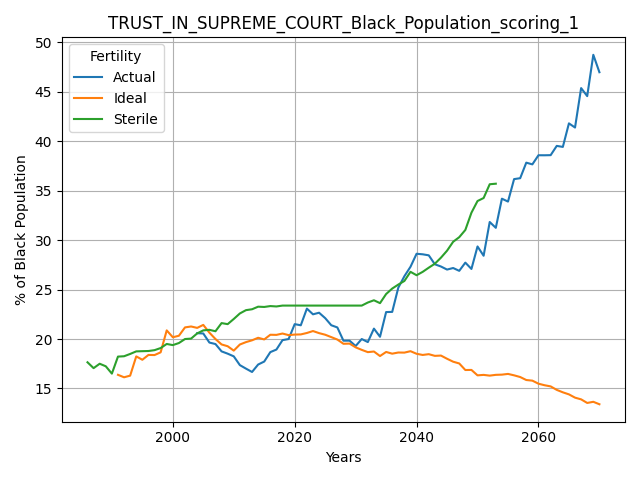 TRUST_IN_SUPREME_COURT_Black_Population_scoring_1
Fertility
Actual
Ideal
Sterile
% of Black Population
50
45
40
35
30
25
20
15
2000
2020
2040
2060
Years